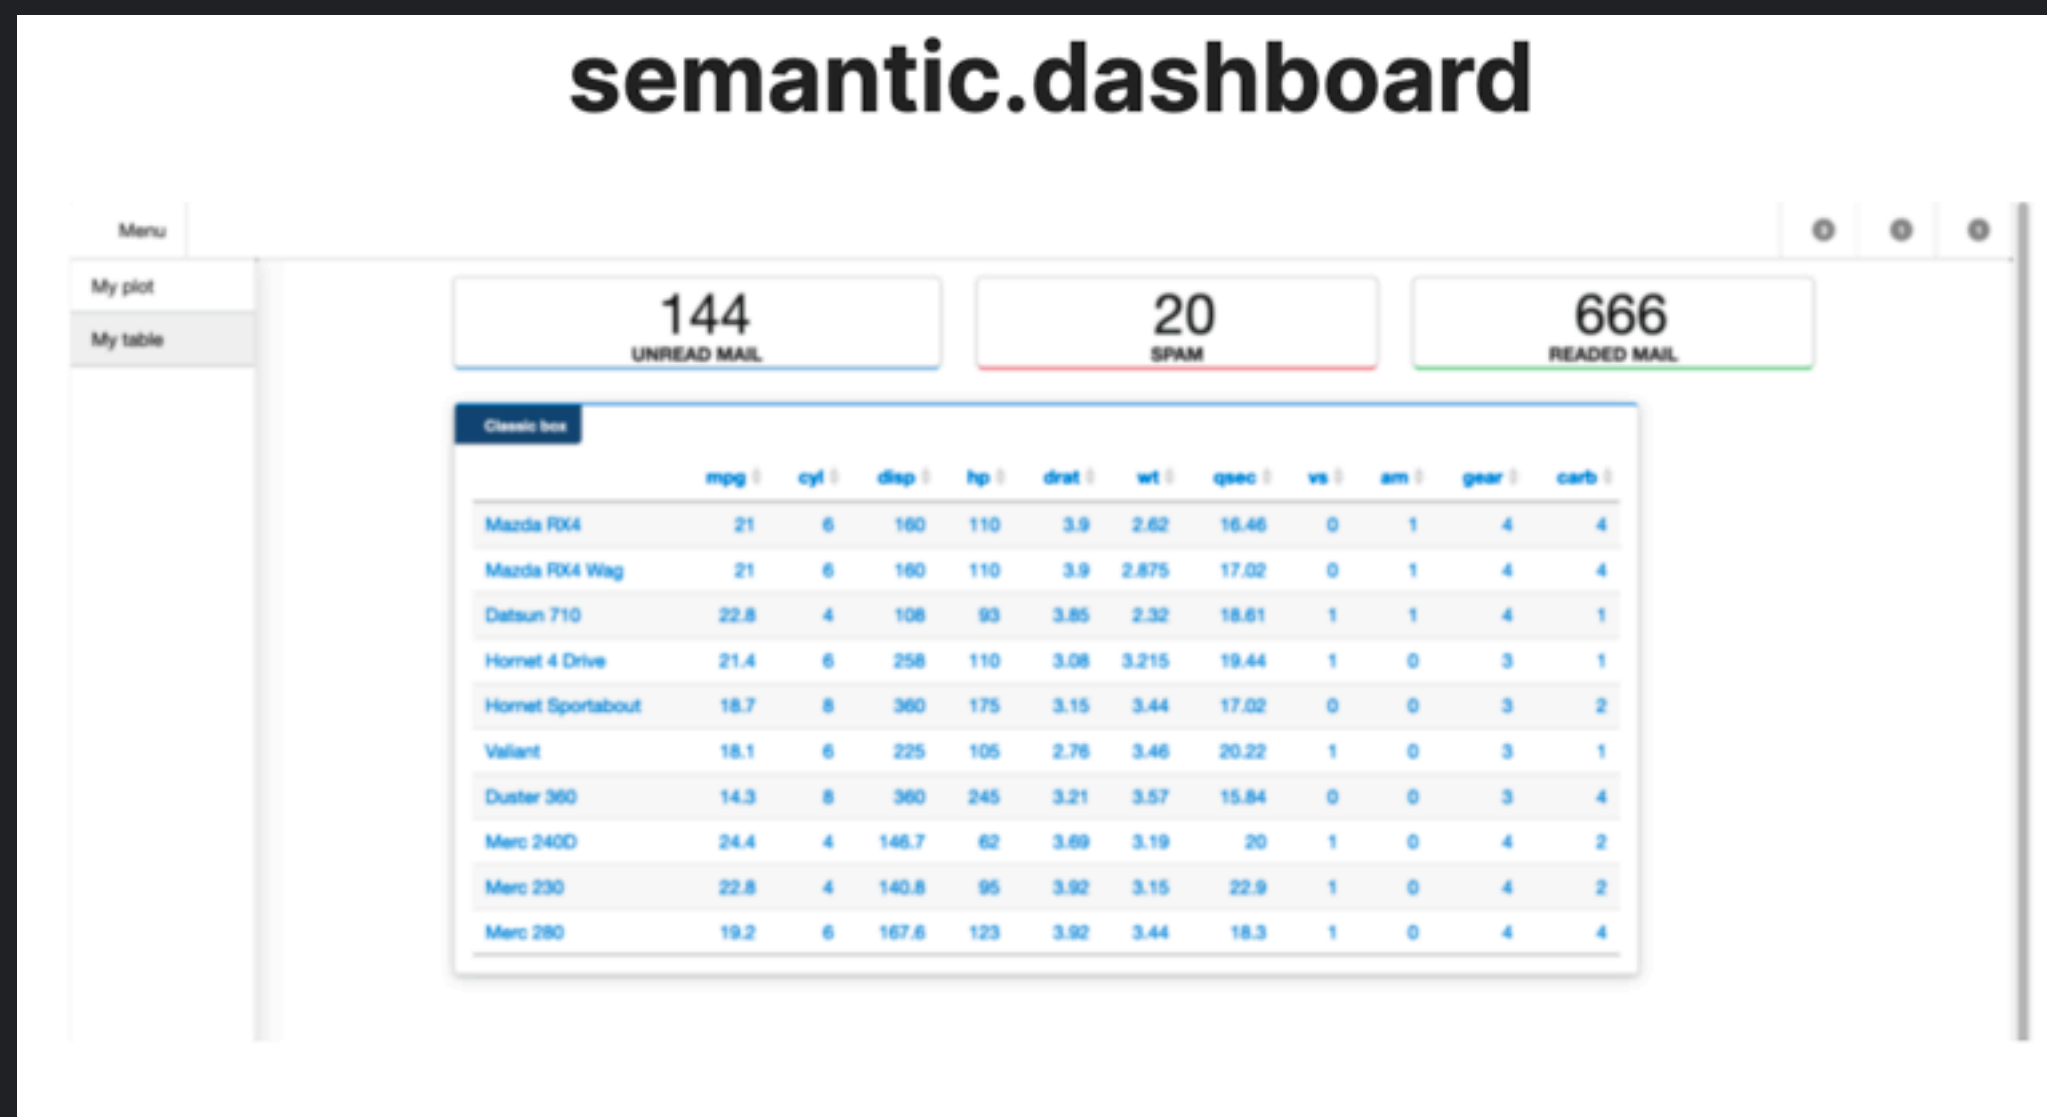 semantic.dashboard
Menu
My plot
My table
144
UNREAD MAIL
20
SPAM
666
READED MAIL
Classic box
mpg cyl disp hp drat wt qsec vs am gear carb
Mazda RX4 21 6 160 110 3.9 2.62 16.46 0 1 4 4
Mazda RX4 Wag 21 6 160 110 3.9 2.875 17.02 0 1 4 4
Datsun 710 22.8 4 108 93 3.85 2.32 18.61 1 1 4 1
Hornet 4 Drive 21.4 6 258 110 3.08 3.215 19.44 1 0 3 1
Hornet Sportabout 18.7 8 360 175 3.15 3.44 17.02 0 0 3 2
Valiant 18.1 6 225 105 2.76 3.46 20.22 1 0 3 1
Duster 360 14.3 8 360 245 3.21 3.57 15.84 0 0 3 4
Merc 240D 24.4 4 146.7 62 3.69 3.19 20 1 0 4 2
Merc 230 22.8 4 140.8 95 3.92 3.15 22.9 1 0 4 2
Merc 280 19.2 6 167.6 123 3.92 3.44 18.3 1 0 4 4